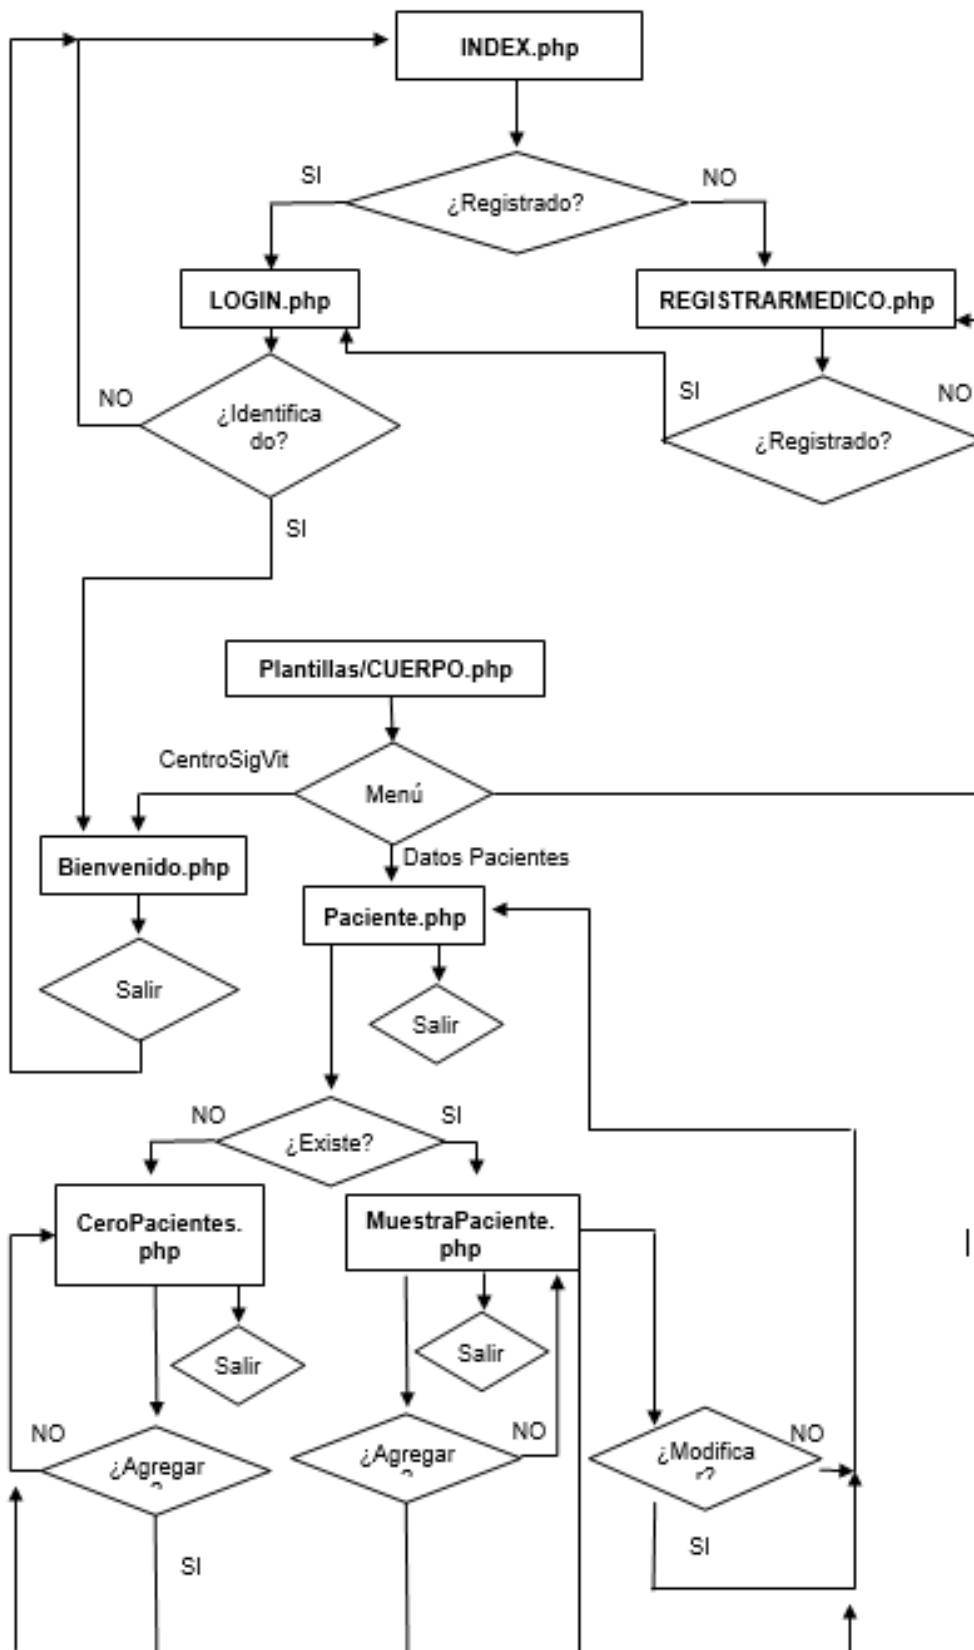 INDEX.php
SI
NO
¿Registrado?
LOGIN.php
REGISTRARMEDICO.php
NO
SI
NO
¿Identifica
do?
¿Registrado?
SI
Plantillas/CUERPO.php
CentroSigVit
Menú
Datos Pacientes
Bienvenido.php
Paciente.php
Salir
Salir
NO
SI
¿Existe?
CeroPacientes.
php
MuestraPaciente.
php
Salir
Salir
NO
NO
NO
¿Agregar
?
¿Agregar
?
¿Modifica
r?
SI
SI